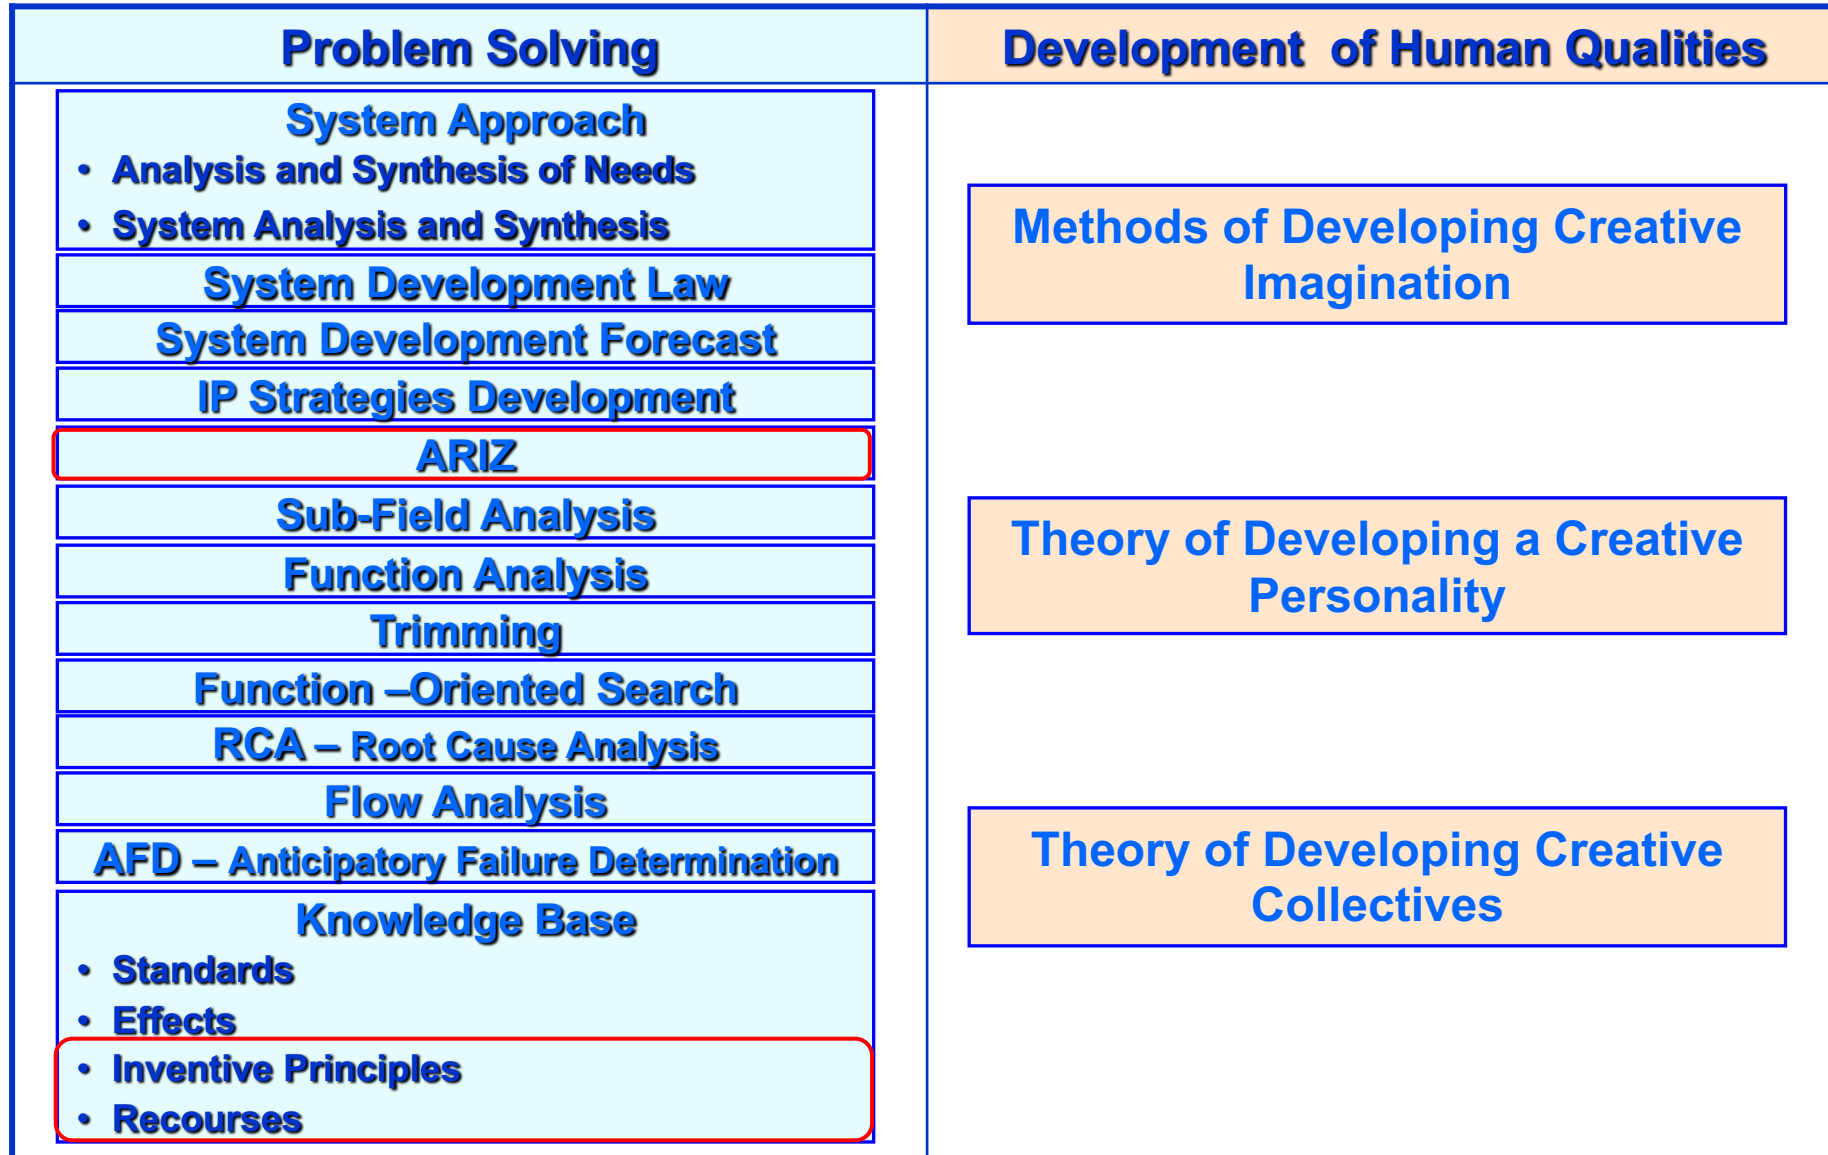 Problem Solving
Development of Human Qualities
System Approach
• Analysis and Synthesis of Needs
• System Analysis and Synthesis
System Development Law
System Development Forecast
IP Strategies Development
ARIZ
Sub-Field Analysis
Function Analysis
Trimming
Function –Oriented Search
RCA – Root Cause Analysis
Flow Analysis
AFD – Anticipatory Failure Determination
Knowledge Base
• Standards
• Effects
• Inventive Principles
• Recourses
Methods of Developing Creative
Imagination
Theory of Developing a Creative
Personality
Theory of Developing Creative
Collectives